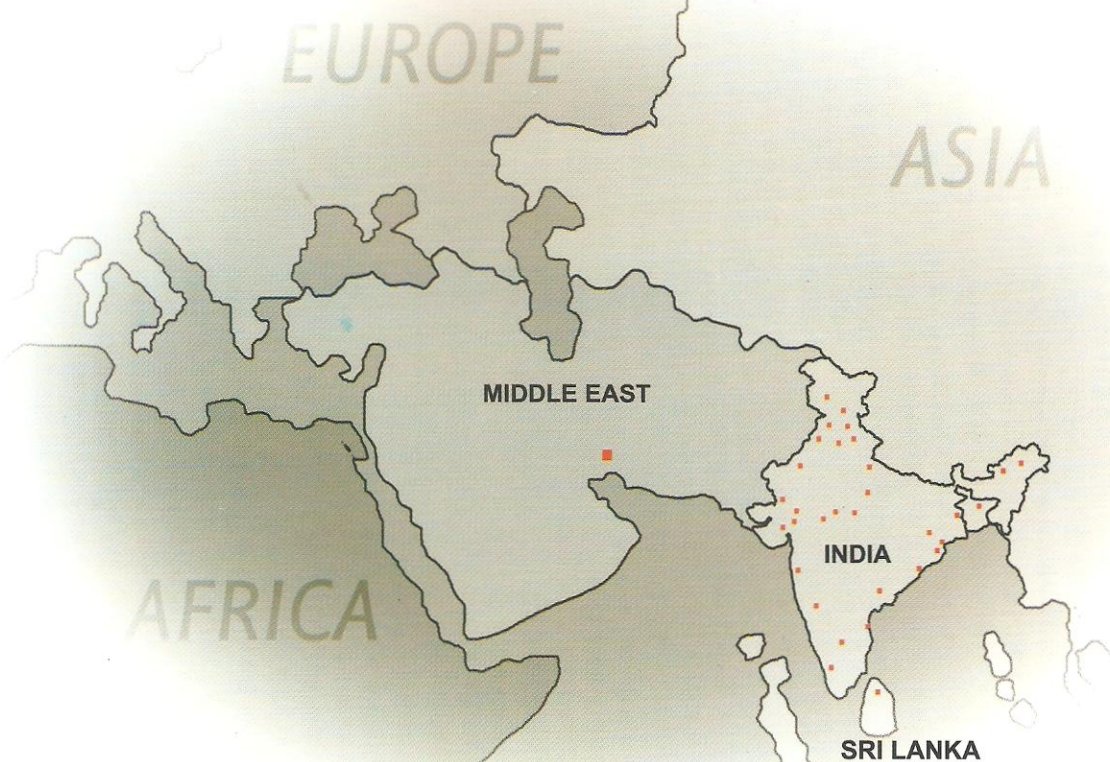 EUROPE
ASIA
MIDDLE EAST
INDIA
AFRICA
SRI LANKA